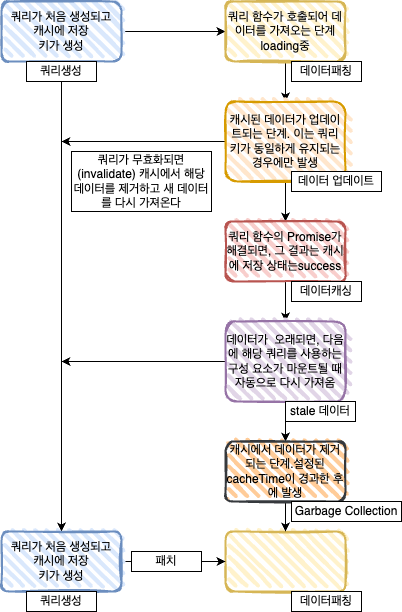 쿼리가 처음 생성되고
캐시에 저장
키가 생성
쿼리생성
쿼리 함수가 호출되어 데
이터를 가져오는 단계
loading중
데이터패칭
캐시된 데이터가 업데이
트되는 단계. 이는 쿼리
키가 동일하게 유지되는
경우에만 발생
데이터 업데이트
쿼리가 무효화되면
(invalidate) 캐시에서 해당
데이터를 제거하고 새 데이터
를 다시 가져온다
쿼리 함수의 Promise가
해결되면, 그 결과는 캐시
에 저장 상태는success
데이터캐싱
데이터가 오래되면, 다음
에 해당 쿼리를 사용하는
구성 요소가 마운트될 때
자동으로 다시 가져옴
stale 데이터
캐시에서 데이터가 제거
되는 단계.설정된
cacheTime이 경과한 후
에 발생
Garbage Collection
쿼리가 처음 생성되고
캐시에 저장
키가 생성
쿼리생성
패치
데이터패칭